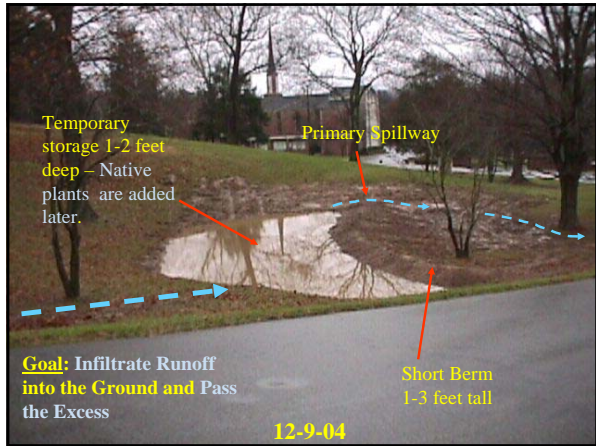 Temporary
storage 1-2 feet
deep – Native
plants are added
later.
Primary Spillway
Goal: Infiltrate Runoff
into the Ground and Pass
the Excess
Short Berm
1-3 feet tall
12-9-04